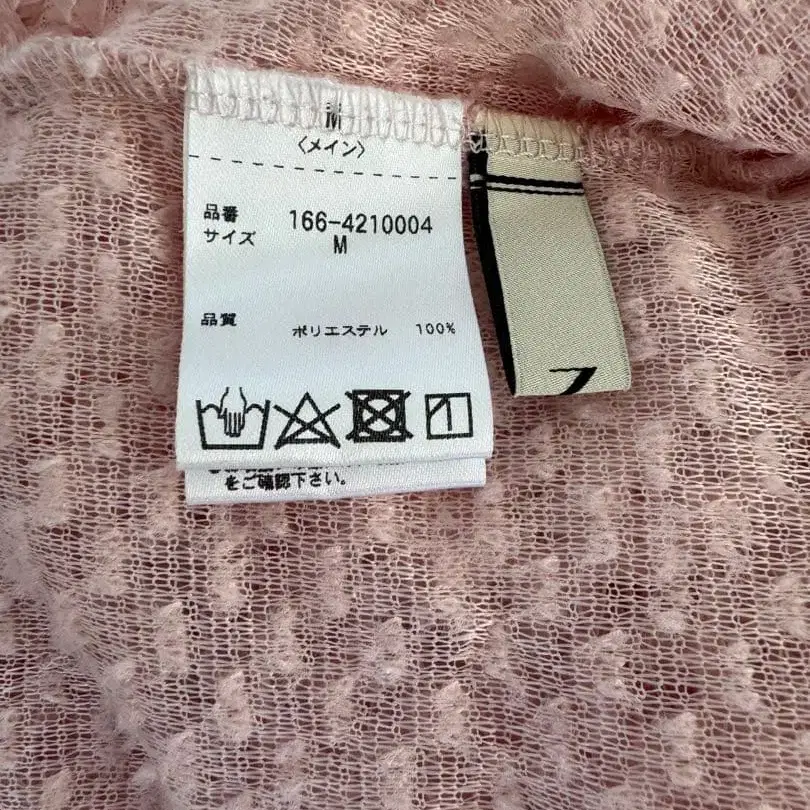 M
〈メイン〉
品番 166-4210004
サイズ M
品質 ポリエステル 100%
をご確認下さい。